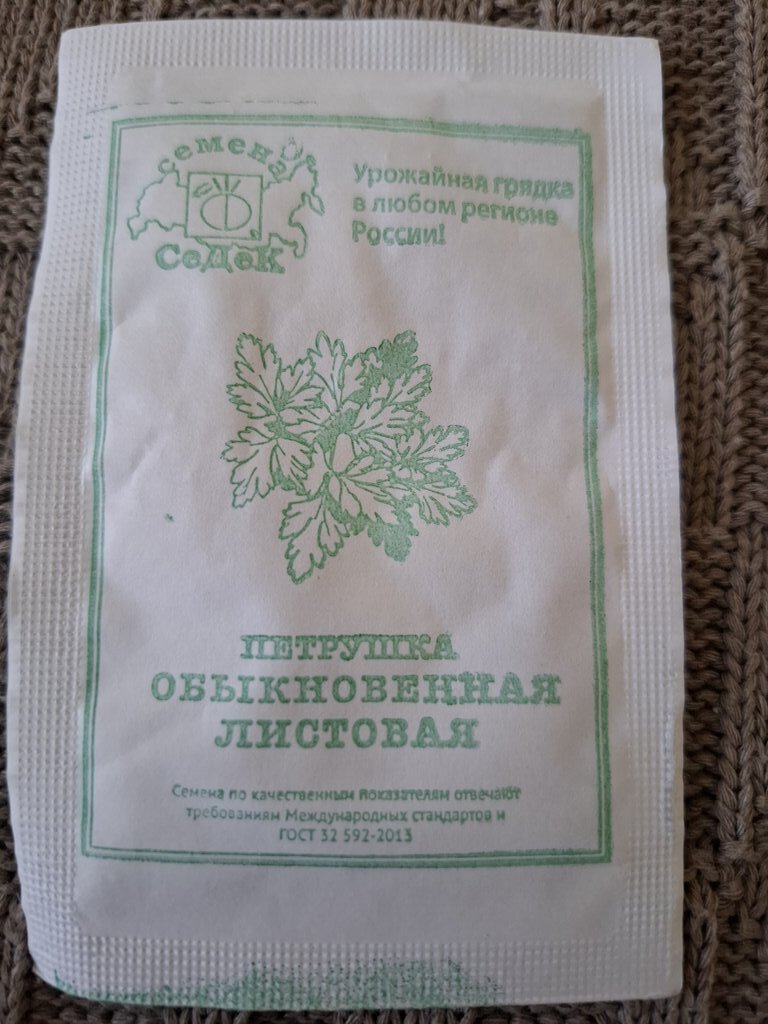 семена
СеДеК
Урожайная грядка
в любом регионе
России!
ПЕТРУШКА
ОБЫКНОВЕННАЯ
ЛИСТОВАЯ
Семена по качественным показателям отвечают
требованиям Международных стандартов и
ГОСТ 32 592-2013